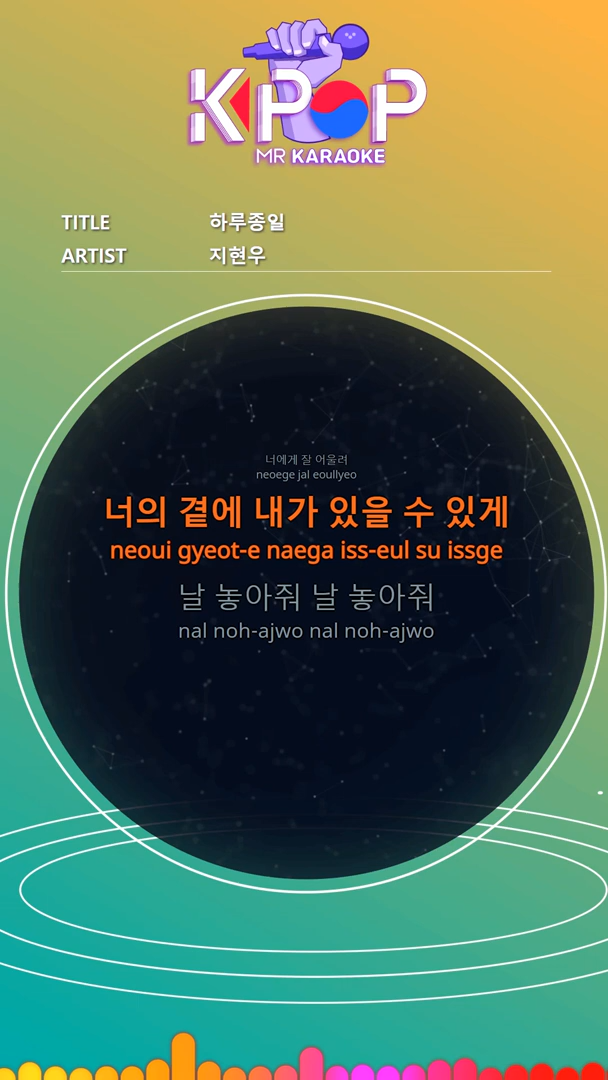 KPOP
MR KARAOKE
TITLE 하루종일
ARTIST 지현우
너에게 잘 어울려
neoege jal eoullyeo
너의 곁에 내가 있을 수 있게
neoui gyeot-e naega iss-eul su issge
날 놓아줘 날 놓아줘
nal noh-ajwo nal noh-ajwo